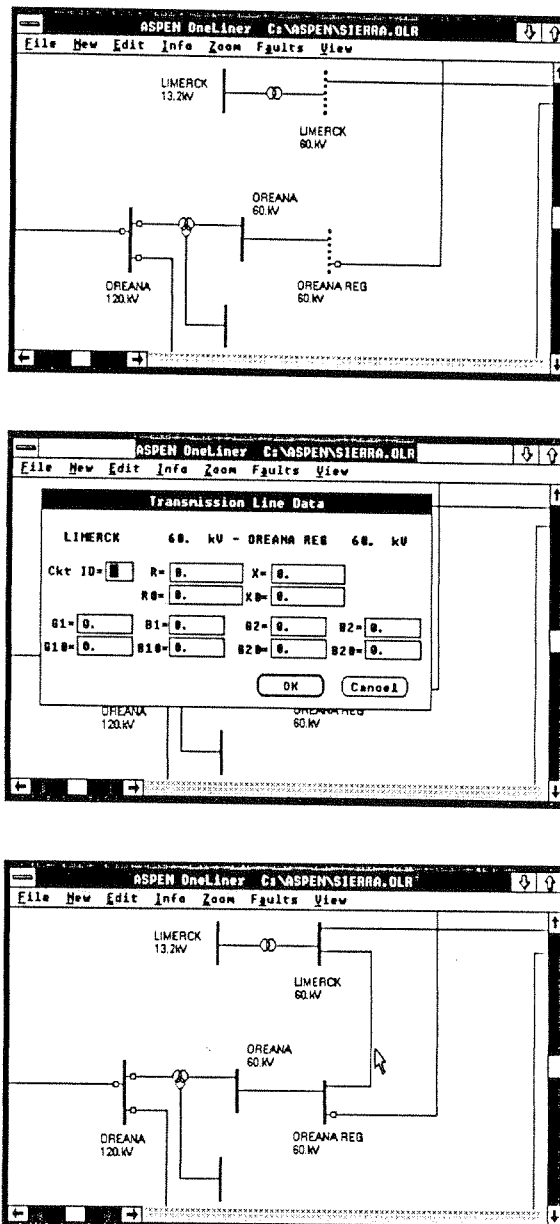 ASPEN OneLiner C:\ASPEN\SIERRA.OLR
File New Edit Info Zoom Faults View
LIMERCK
13.2kV
LIMERCK
60.kV
OREANA
60.kV
OREANA
120.kV
OREANA REG
60.kV
ASPEN OneLiner C:\ASPEN\SIERRA.OLR
File New Edit Info Zoom Faults View
Transmission Line Data
LIMERCK 60. kV - OREANA REG 60. kV
Ckt ID= R= 0. X= 0.
R0= 0. X0= 0.
G1= 0. B1= 0. G2= 0. B2= 0.
G10= 0. B10= 0. G20= 0. B20= 0.
OK Cancel
OREANA
120.kV
OREANA REG
60.kV
ASPEN OneLiner C:\ASPEN\SIERRA.OLR
File New Edit Info Zoom Faults View
LIMERCK
13.2kV
LIMERCK
60.kV
OREANA
60.kV
OREANA
120.kV
OREANA REG
60.kV